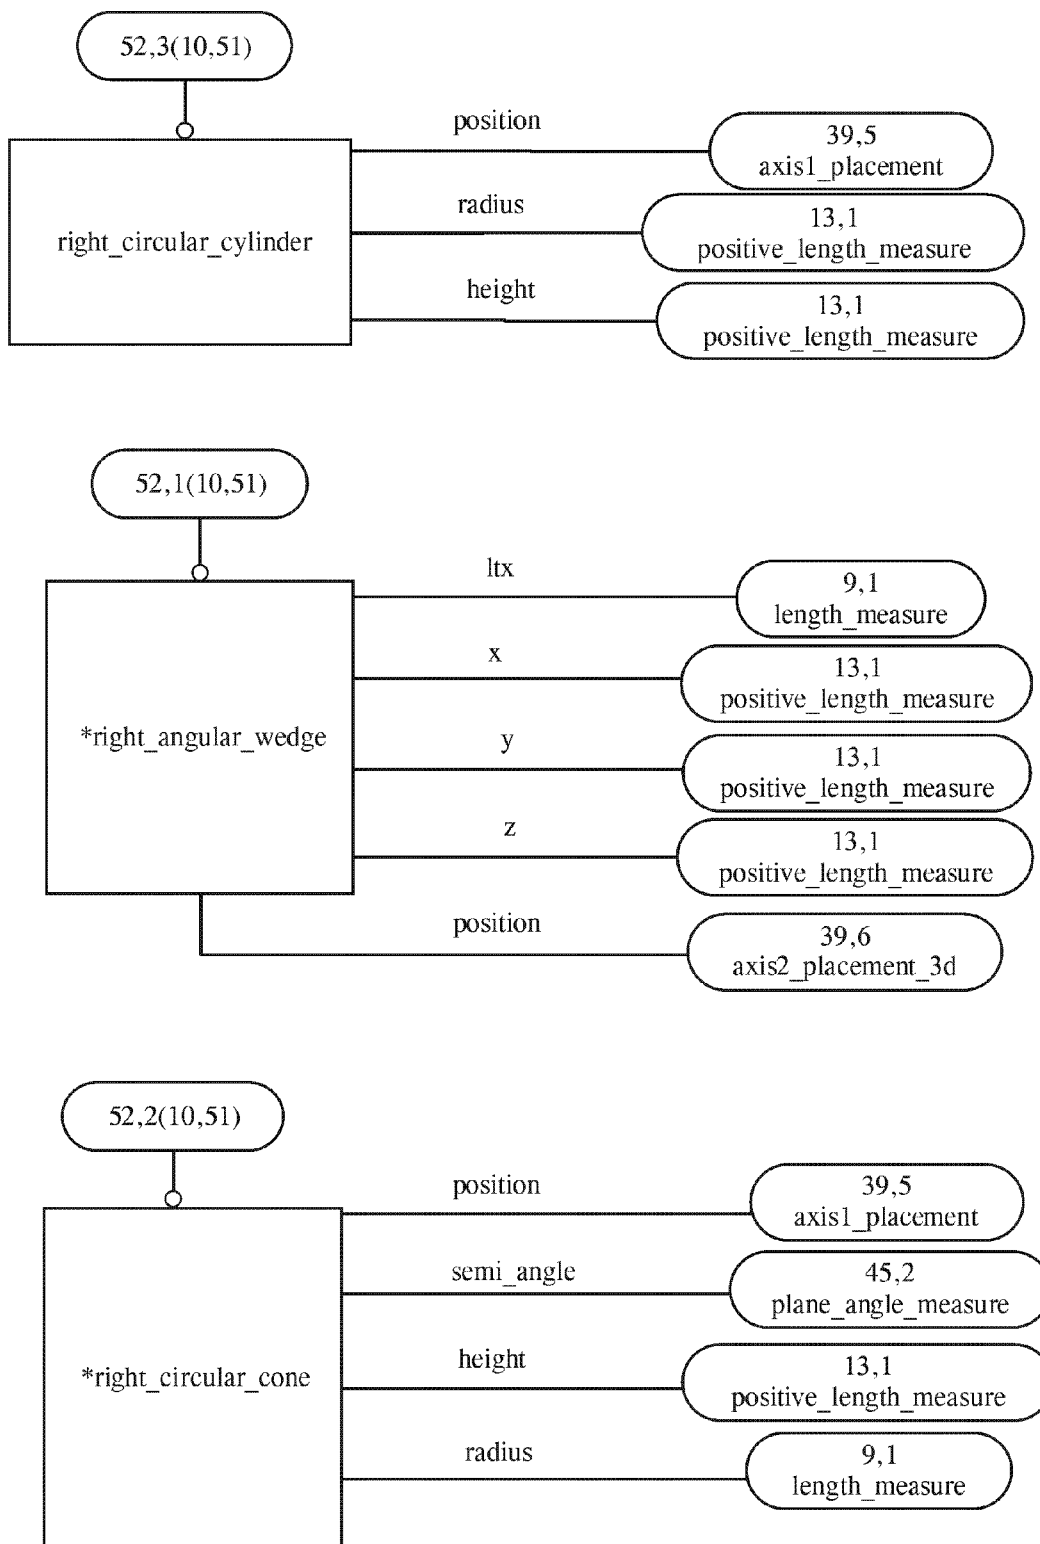 52,3(10,51)
position
39,5
axis1_placement
radius
13,1
positive_length_measure
right_circular_cylinder
height
13,1
positive_length_measure
52,1(10,51)
ltx
9,1
length_measure
x
13,1
positive_length_measure
*right_angular_wedge
y
13,1
positive_length_measure
z
13,1
positive_length_measure
position
39,6
axis2_placement_3d
52,2(10,51)
position
39,5
axis1_placement
semi_angle
45,2
plane_angle_measure
*right_circular_cone
height
13,1
positive_length_measure
radius
9,1
length_measure